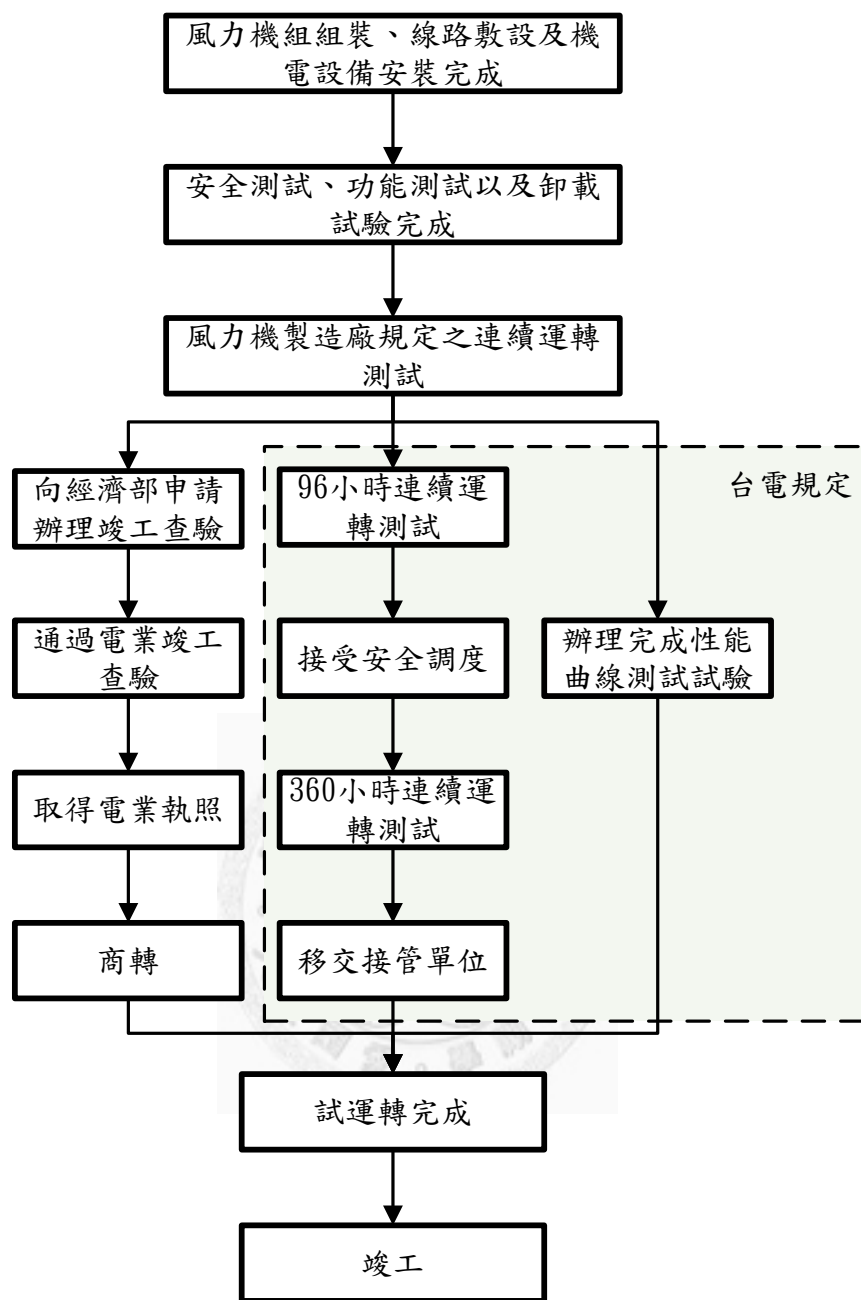 風力機組組裝、線路敷設及機
電設備安裝完成
安全測試、功能測試以及卸載
試驗完成
風力機製造廠規定之連續運轉
測試
向經濟部申請
辦理竣工查驗
通過電業竣工
查驗
取得電業執照
商轉
台電規定
96小時連續運
轉測試
接受安全調度
360小時連續運
轉測試
移交接管單位
辦理完成性能
曲線測試試驗
試運轉完成
竣工